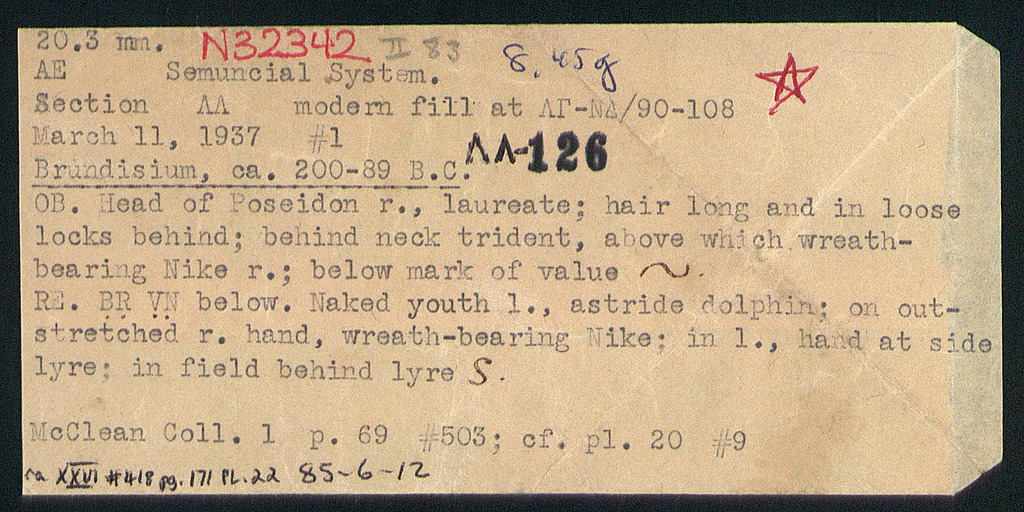 20.3 mm. N32342 II 83 8,45g
AE Semuncial System.
Section ΛΛ modern fill at ΛΓ-ΝΔ/90-108
March 11, 1937 #1 ΛΛ-126
Brundisium, ca. 200-89 B.C.
OB. Head of Poseidon r., laureate; hair long and in loose
locks behind; behind neck trident, above which wreath-
bearing Nike r.; below mark of value ~.
RE. BR VN below. Naked youth l., astride dolphin; on out-
stretched r. hand, wreath-bearing Nike; in l., hand at side
lyre; in field behind lyre S.
McClean Coll. 1 p. 69 #503; cf. pl. 20 #9
XXVI #418 pg. 171 PL. 22 85-6-12